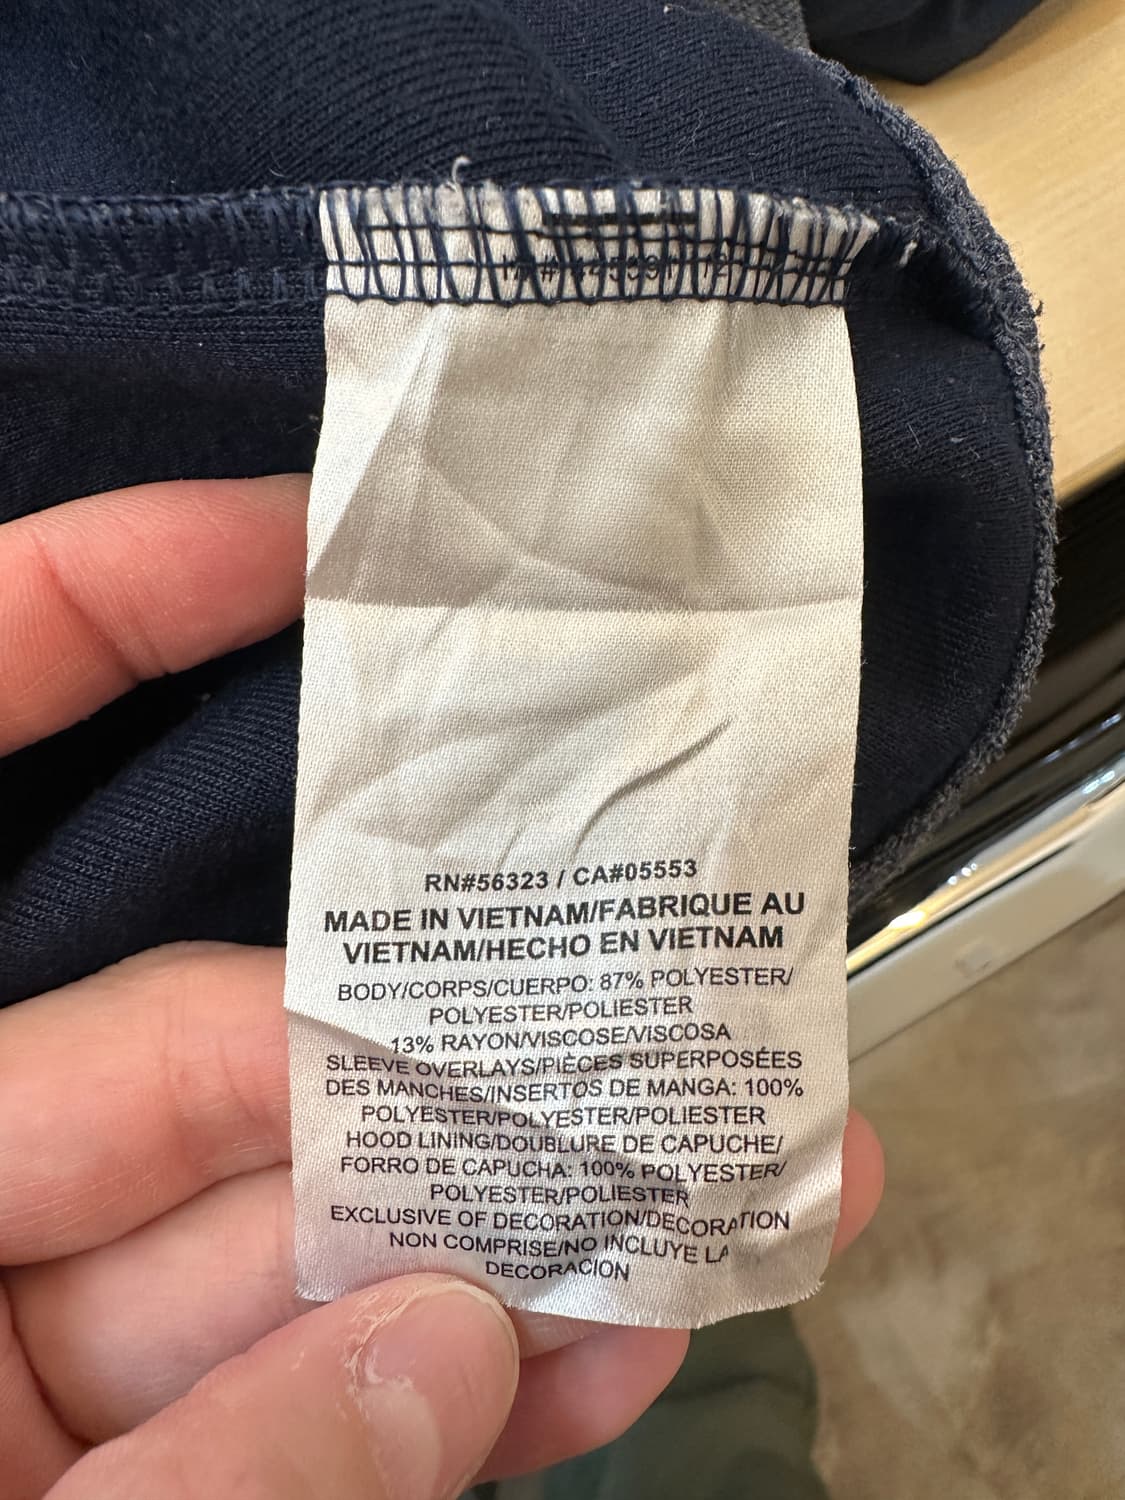 RN#56323 / CA#05553
MADE IN VIETNAM/FABRIQUE AU
VIETNAM/HECHO EN VIETNAM
BODY/CORPS/CUERPO: 87% POLYESTER/
POLYESTER/POLIESTER
13% RAYON/VISCOSE/VISCOSA
SLEEVE OVERLAYS/PIÈCES SUPERPOSÉES
DES MANCHES/INSERTOS DE MANGA: 100%
POLYESTER/POLYESTER/POLIESTER
HOOD LINING/DOUBLURE DE CAPUCHE/
FORRO DE CAPUCHA: 100% POLYESTER/
POLYESTER/POLIESTER
EXCLUSIVE OF DECORATION/DECORATION
NON COMPRISE/NO INCLUYE LA
DECORACION